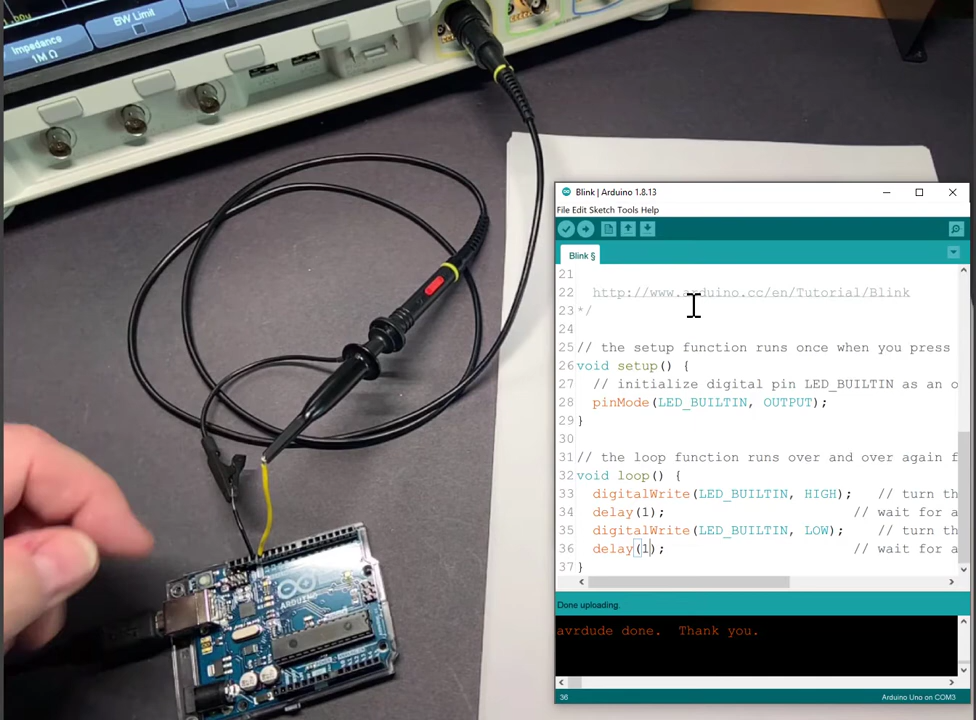 BW Limit
Impedance
1M Ω
Blink | Arduino 1.8.13
File Edit Sketch Tools Help
Blink §
21
22 http://www.arduino.cc/en/Tutorial/Blink
23 */
24
25 // the setup function runs once when you press
26 void setup() {
27 // initialize digital pin LED_BUILTIN as an o
28 pinMode(LED_BUILTIN, OUTPUT);
29 }
30
31 // the loop function runs over and over again f
32 void loop() {
33 digitalWrite(LED_BUILTIN, HIGH); // turn th
34 delay(1); // wait for a
35 digitalWrite(LED_BUILTIN, LOW); // turn th
36 delay(1); // wait for a
37 }
Done uploading.
avrdude done. Thank you.
36 Arduino Uno on COM3
ARDUINO